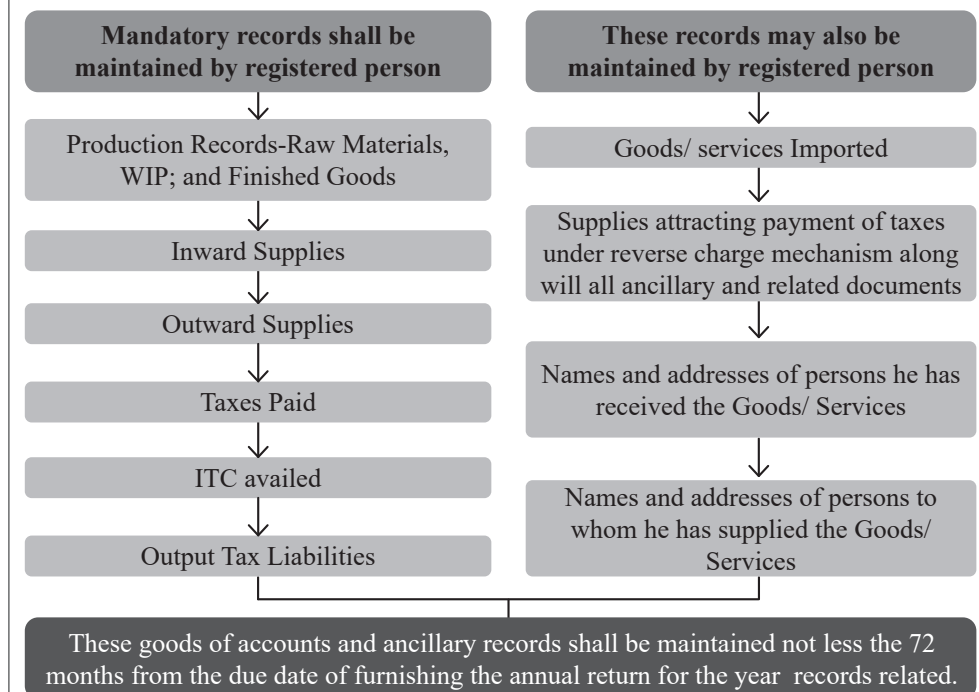 Mandatory records shall be
maintained by registered person
Production Records-Raw Materials,
WIP; and Finished Goods
Inward Supplies
Outward Supplies
Taxes Paid
ITC availed
Output Tax Liabilities
These records may also be
maintained by registered person
Goods/ services Imported
Supplies attracting payment of taxes
under reverse charge mechanism along
will all ancillary and related documents
Names and addresses of persons he has
received the Goods/ Services
Names and addresses of persons to
whom he has supplied the Goods/
Services
These goods of accounts and ancillary records shall be maintained not less the 72
months from the due date of furnishing the annual return for the year records related.